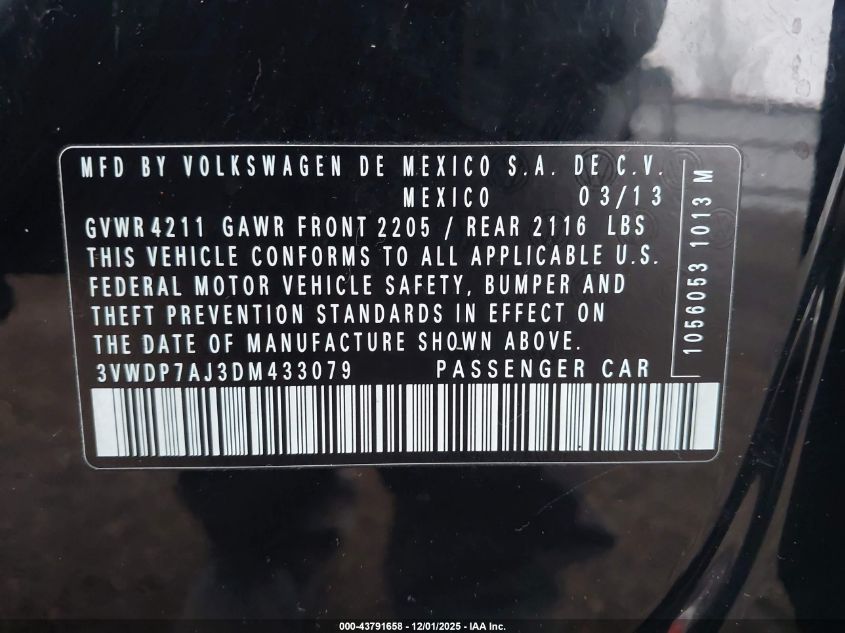 MFD BY VOLKSWAGEN DE MEXICO S.A. DE C.V.
MEXICO 03/13
GVWR 4211 GAWR FRONT 2205 / REAR 2116 LBS
THIS VEHICLE CONFORMS TO ALL APPLICABLE U.S.
FEDERAL MOTOR VEHICLE SAFETY, BUMPER AND
THEFT PREVENTION STANDARDS IN EFFECT ON
THE DATE OF MANUFACTURE SHOWN ABOVE.
3VWDP7AJ3DM433079 PASSENGER CAR
1056053 1013 M
000-43791658 - 12/01/2025 - IAA Inc.